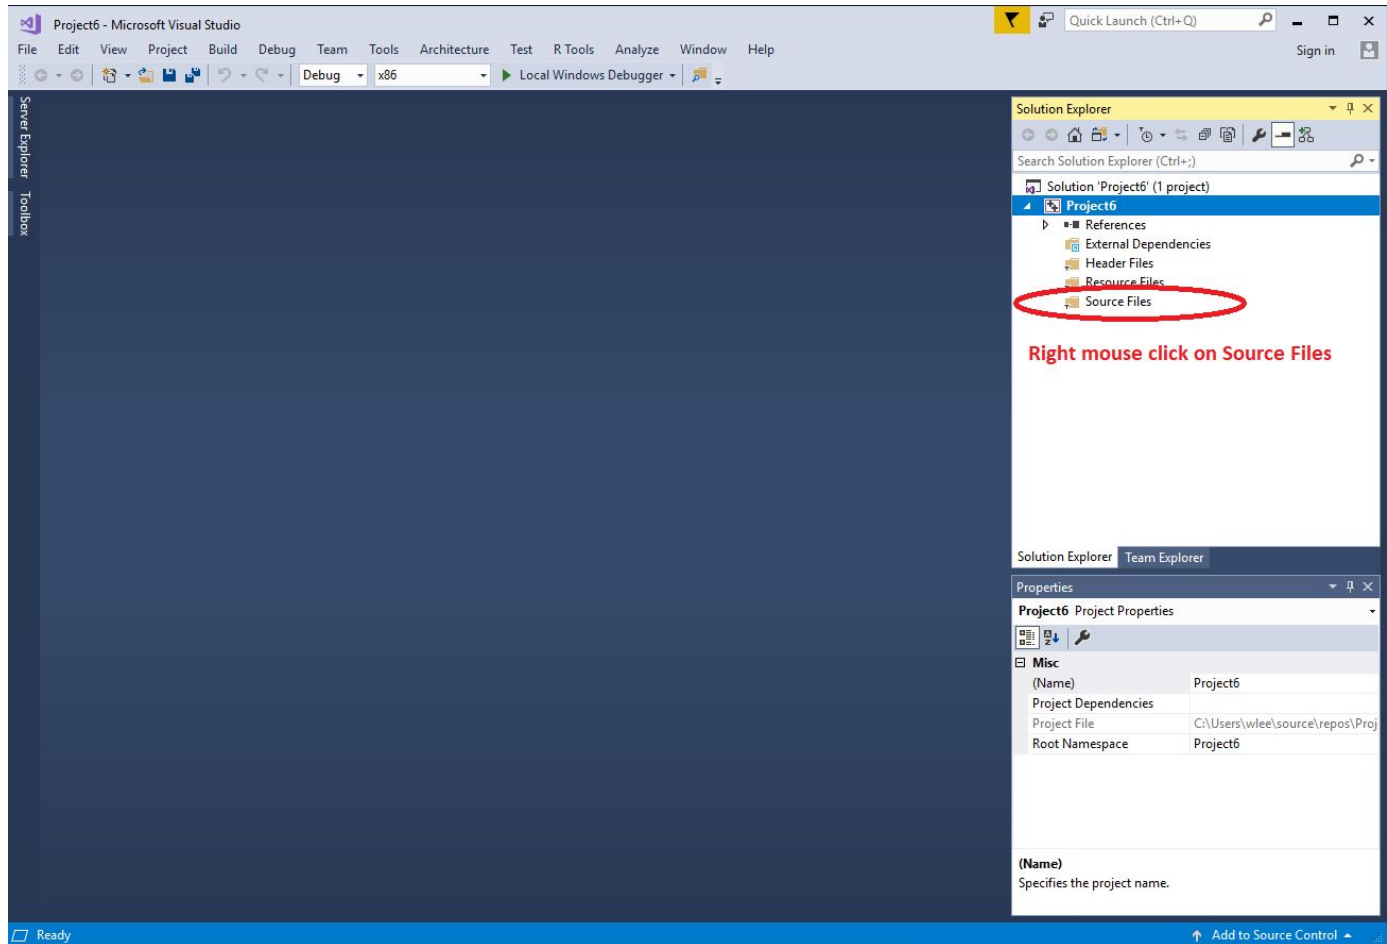 Project6 - Microsoft Visual Studio
Quick Launch (Ctrl+Q)
File Edit View Project Build Debug Team Tools Architecture Test R Tools Analyze Window Help
Sign in
Debug x86 Local Windows Debugger
Server Explorer
Toolbox
Solution Explorer
Search Solution Explorer (Ctrl+;)
Solution 'Project6' (1 project)
Project6
References
External Dependencies
Header Files
Resource Files
Source Files
Right mouse click on Source Files
Solution Explorer Team Explorer
Properties
Project6 Project Properties
Misc
(Name) Project6
Project Dependencies
Project File C:\Users\wlee\source\repos\Proj
Root Namespace Project6
(Name)
Specifies the project name.
Ready
Add to Source Control